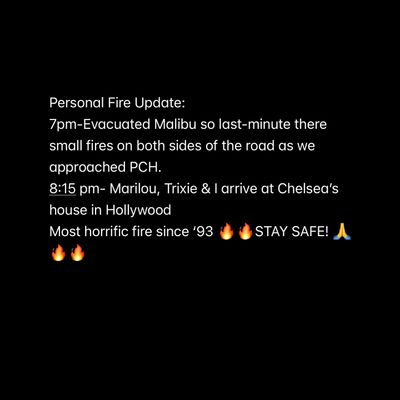 Personal Fire Update:
7pm-Evacuated Malibu so last-minute there
small fires on both sides of the road as we
approached PCH.
8:15 pm- Marilou, Trixie & I arrive at Chelsea’s
house in Hollywood
Most horrific fire since ‘93 🔥🔥STAY SAFE! 🙏
🔥🔥